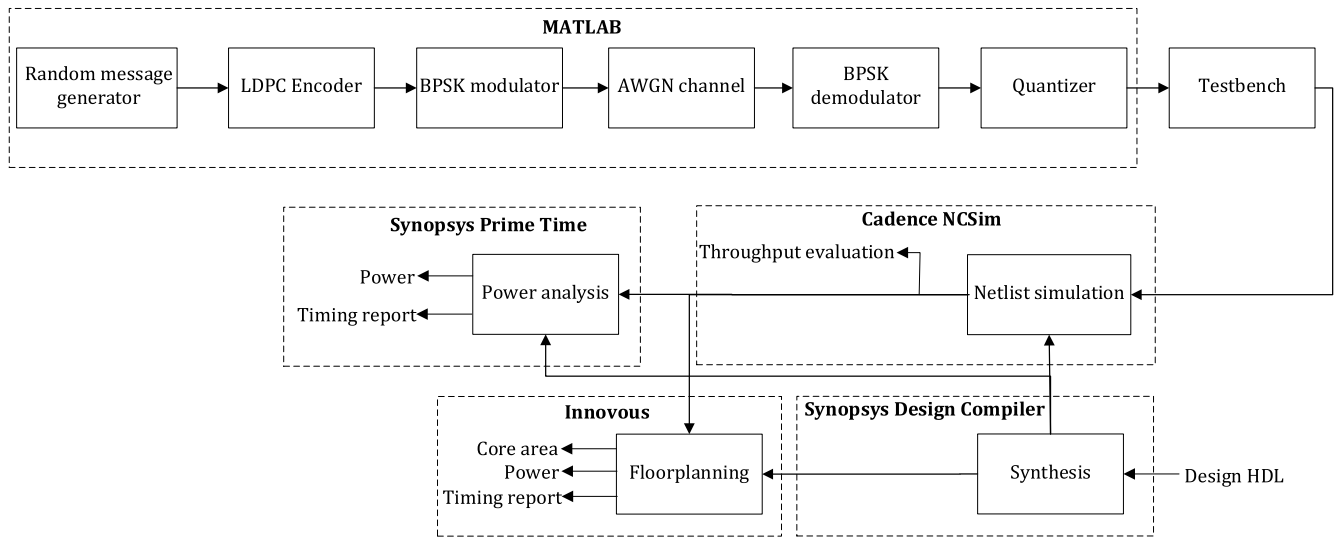 MATLAB
Random message
generator
LDPC Encoder
BPSK modulator
AWGN channel
BPSK
demodulator
Quantizer
Testbench
Synopsys Prime Time
Power
Timing report
Power analysis
Cadence NCSim
Throughput evaluation
Netlist simulation
Innovous
Core area
Power
Timing report
Floorplanning
Synopsys Design Compiler
Synthesis
Design HDL